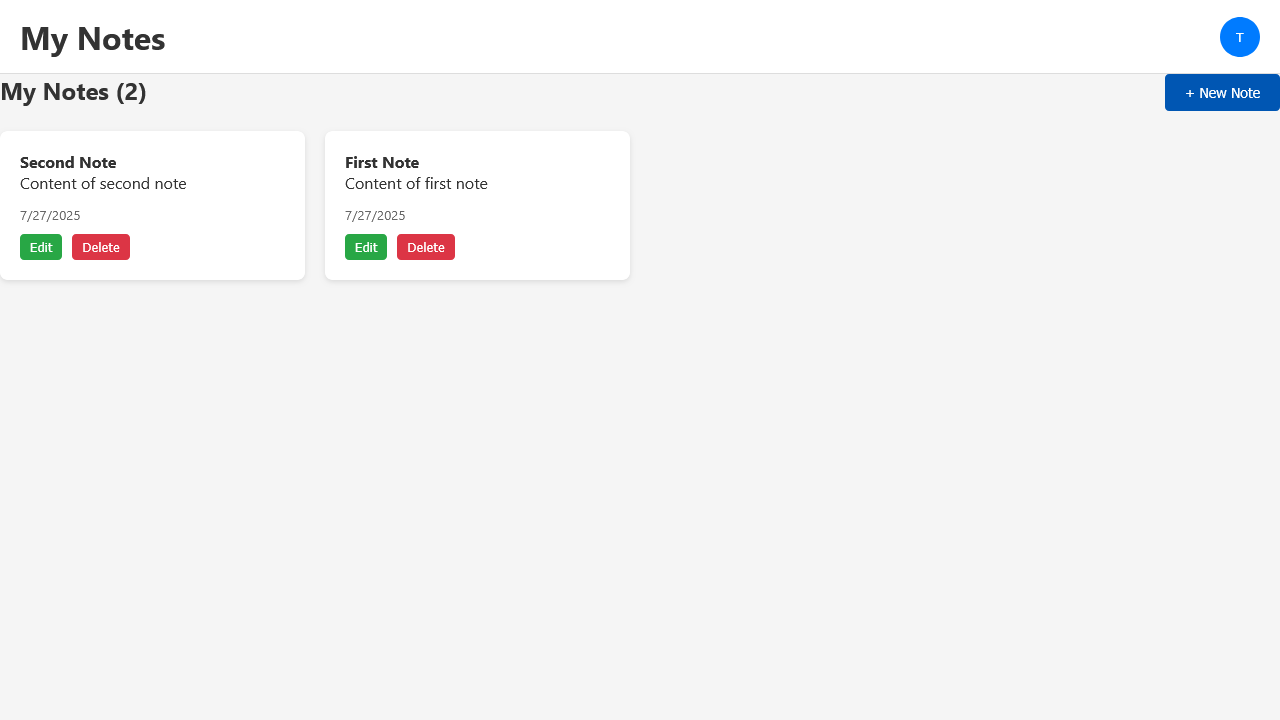 My Notes
T
My Notes (2)
+ New Note
Second Note
Content of second note
7/27/2025
Edit
Delete
First Note
Content of first note
7/27/2025
Edit
Delete